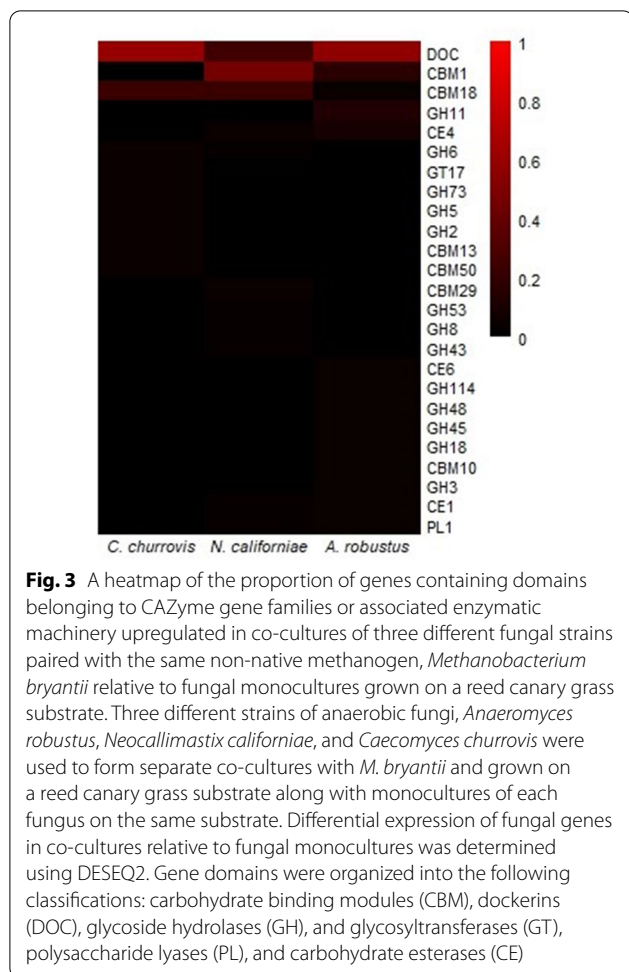 DOC
CBM1
CBM18
GH11
CE4
GH6
GT17
GH73
GH5
GH2
CBM13
CBM50
CBM29
GH53
GH8
GH43
CE6
GH114
GH48
GH45
GH18
CBM10
GH3
CE1
PL1
1
0.8
0.6
0.4
0.2
0
C. churrovis N. californiae A. robustus
Fig. 3 A heatmap of the proportion of genes containing domains
belonging to CAZyme gene families or associated enzymatic
machinery upregulated in co-cultures of three different fungal strains
paired with the same non-native methanogen, Methanobacterium
bryantii relative to fungal monocultures grown on a reed canary grass
substrate. Three different strains of anaerobic fungi, Anaeromyces
robustus, Neocallimastix californiae, and Caecomyces churrovis were
used to form separate co-cultures with M. bryantii and grown on
a reed canary grass substrate along with monocultures of each
fungus on the same substrate. Differential expression of fungal genes
in co-cultures relative to fungal monocultures was determined
using DESEQ2. Gene domains were organized into the following
classifications: carbohydrate binding modules (CBM), dockerins
(DOC), glycoside hydrolases (GH), and glycosyltransferases (GT),
polysaccharide lyases (PL), and carbohydrate esterases (CE)